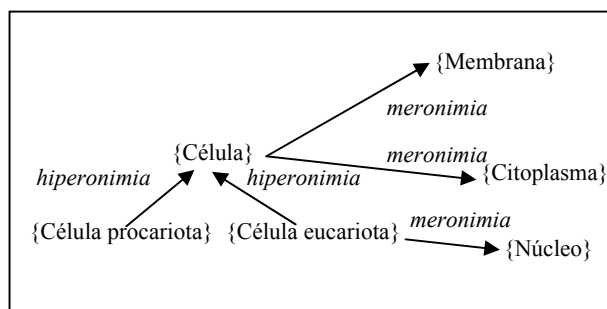 {Membrana}
meronimia
{Célula}
meronimia
hiperonimia
hiperonimia
{Citoplasma}
{Célula procariota}
{Célula eucariota}
meronimia
{Núcleo}